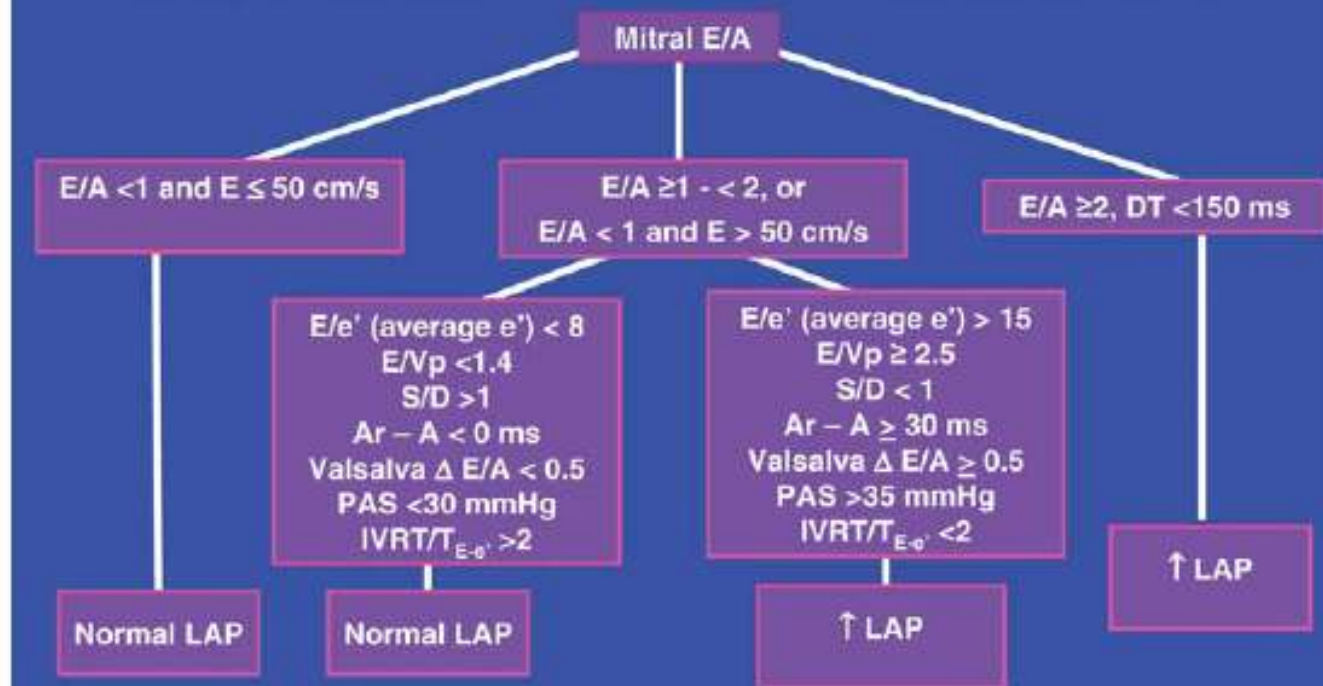 Mitral E/A
E/A <1 and E ≤ 50 cm/s
E/A ≥1 - < 2, or
E/A < 1 and E > 50 cm/s
E/A ≥2, DT <150 ms
E/e' (average e') < 8
E/Vp <1.4
S/D >1
Ar – A < 0 ms
Valsalva Δ E/A < 0.5
PAS <30 mmHg
IVRT/T_E-e' >2
E/e' (average e') > 15
E/Vp ≥ 2.5
S/D < 1
Ar – A ≥ 30 ms
Valsalva Δ E/A ≥ 0.5
PAS >35 mmHg
IVRT/T_E-e' <2
Normal LAP
Normal LAP
↑ LAP
↑ LAP